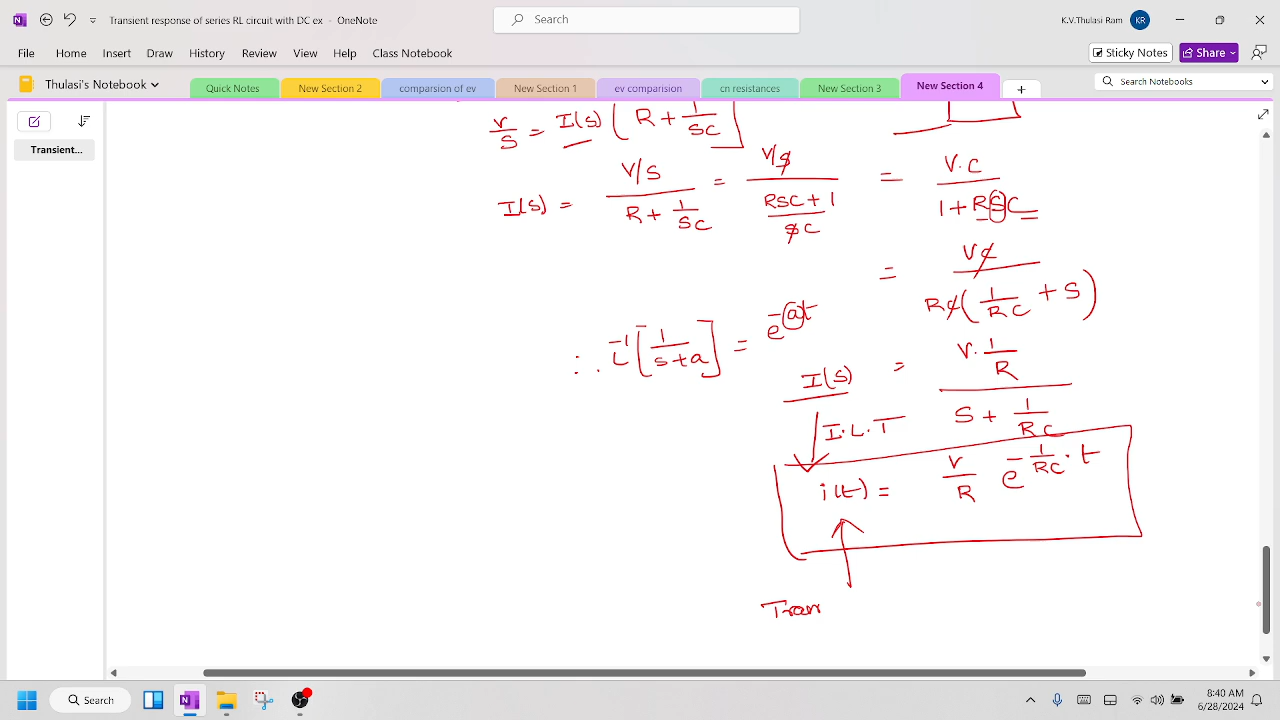 Transient response of series RL circuit with DC ex - OneNote
Search
K.V.Thulasi Ram
KR
File Home Insert Draw History Review View Help Class Notebook
Sticky Notes
Share
Thulasi's Notebook
Quick Notes
New Section 2
comparsion of ev
New Section 1
ev comparision
cn resistances
New Section 3
New Section 4
Search Notebooks
Transient...
V/S = I(s) [R + 1/SC]
I(s) = (V/S)/(R + 1/SC) = (V/S)/((RSC + 1)/SC) = V·C/(1 + RSC)
= VC/(RC(1/RC + S))
∴ L⁻¹[1/(s+a)] = e^(-at)
I(s) = (V·1/R)/(S + 1/RC)
I.L.T
i(t) = V/R e^(-1/RC · t)
Tran
Search
8:40 AM
6/28/2024